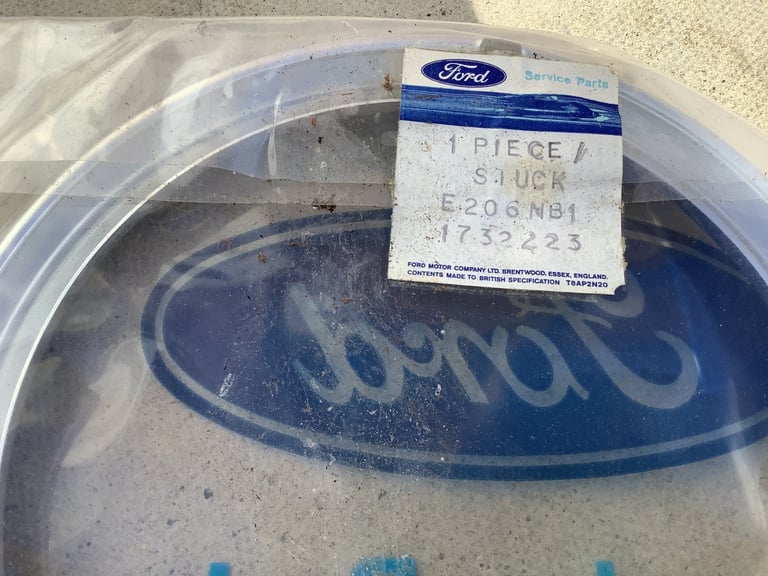 Ford Service Parts
1 PIECE/
STUCK
E206NB1
1732223
FORD MOTOR COMPANY LTD. BRENTWOOD, ESSEX, ENGLAND.
CONTENTS MADE TO BRITISH SPECIFICATION T8AP2N20
Ford